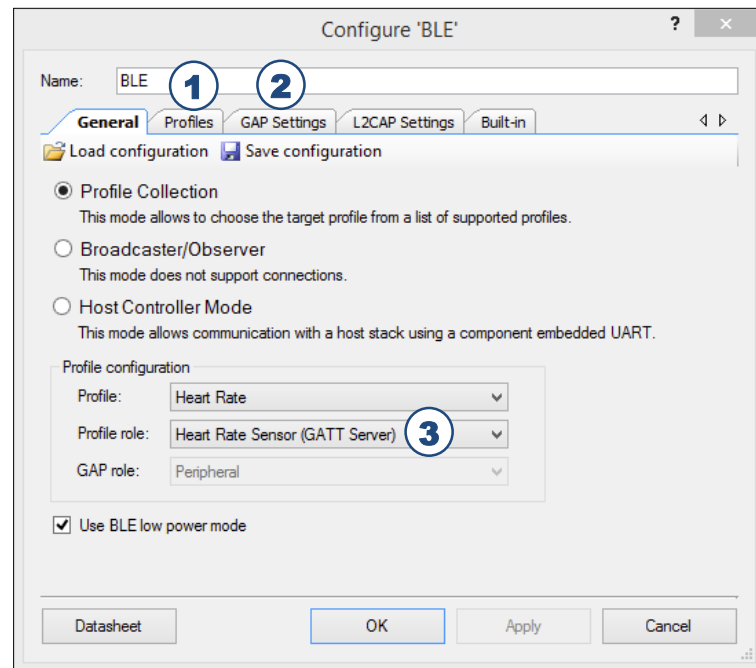 Configure 'BLE'
?
×
Name: BLE
1 2
General Profiles GAP Settings L2CAP Settings Built-in
Load configuration Save configuration
Profile Collection
This mode allows to choose the target profile from a list of supported profiles.
Broadcaster/Observer
This mode does not support connections.
Host Controller Mode
This mode allows communication with a host stack using a component embedded UART.
Profile configuration
Profile: Heart Rate
Profile role: Heart Rate Sensor (GATT Server) 3
GAP role: Peripheral
Use BLE low power mode
Datasheet OK Apply Cancel